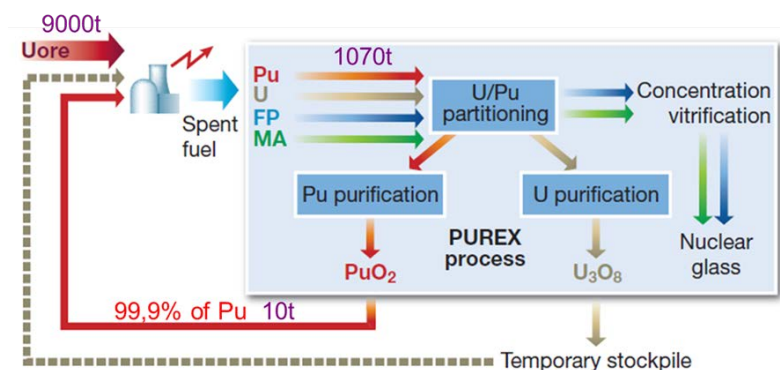 9000t
Uore
Spent
fuel
1070t
Pu
U
FP
MA
U/Pu
partitioning
Concentration
vitrification
Pu purification
U purification
PUREX
process
Nuclear
glass
PuO₂
U₃O₈
99,9% of Pu 10t
Temporary stockpile